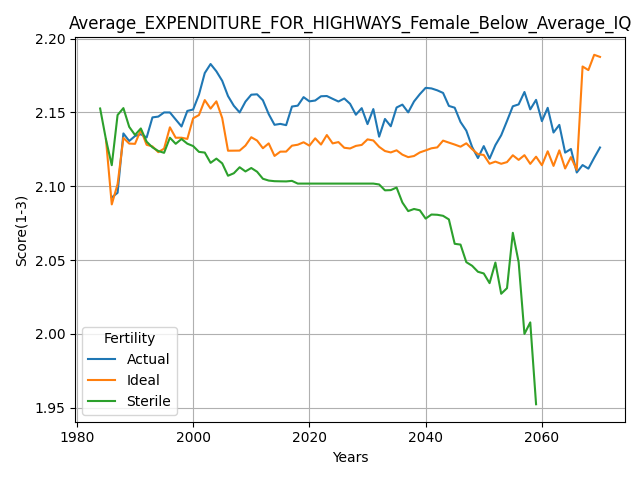 Average_EXPENDITURE_FOR_HIGHWAYS_Female_Below_Average_IQ
2.20
2.15
2.10
2.05
2.00
1.95
Score(1-3)
Fertility
Actual
Ideal
Sterile
1980
2000
2020
2040
2060
Years